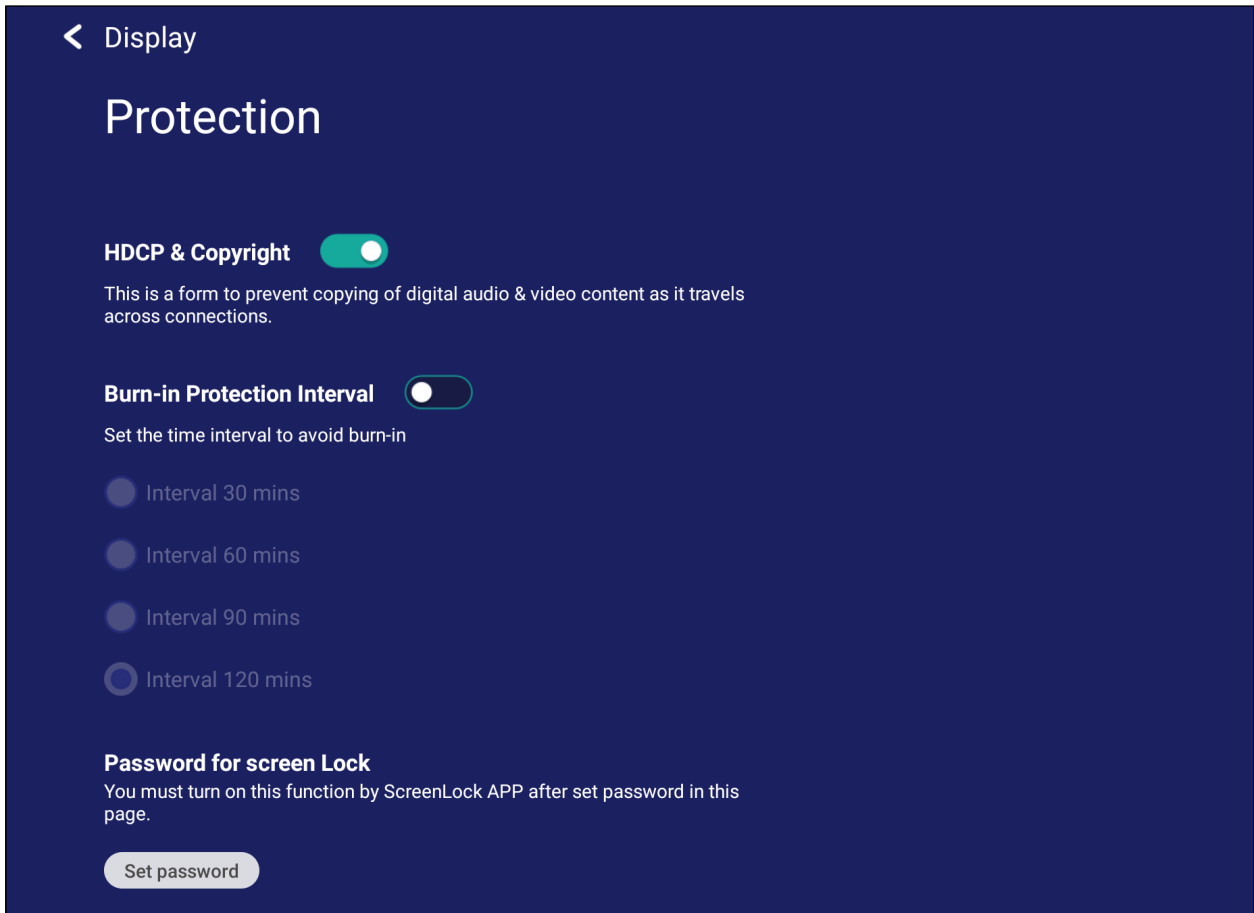 Display
Protection
HDCP & Copyright
This is a form to prevent copying of digital audio & video content as it travels
across connections.
Burn-in Protection Interval
Set the time interval to avoid burn-in
Interval 30 mins
Interval 60 mins
Interval 90 mins
Interval 120 mins
Password for screen Lock
You must turn on this function by ScreenLock APP after set password in this
page.
Set password